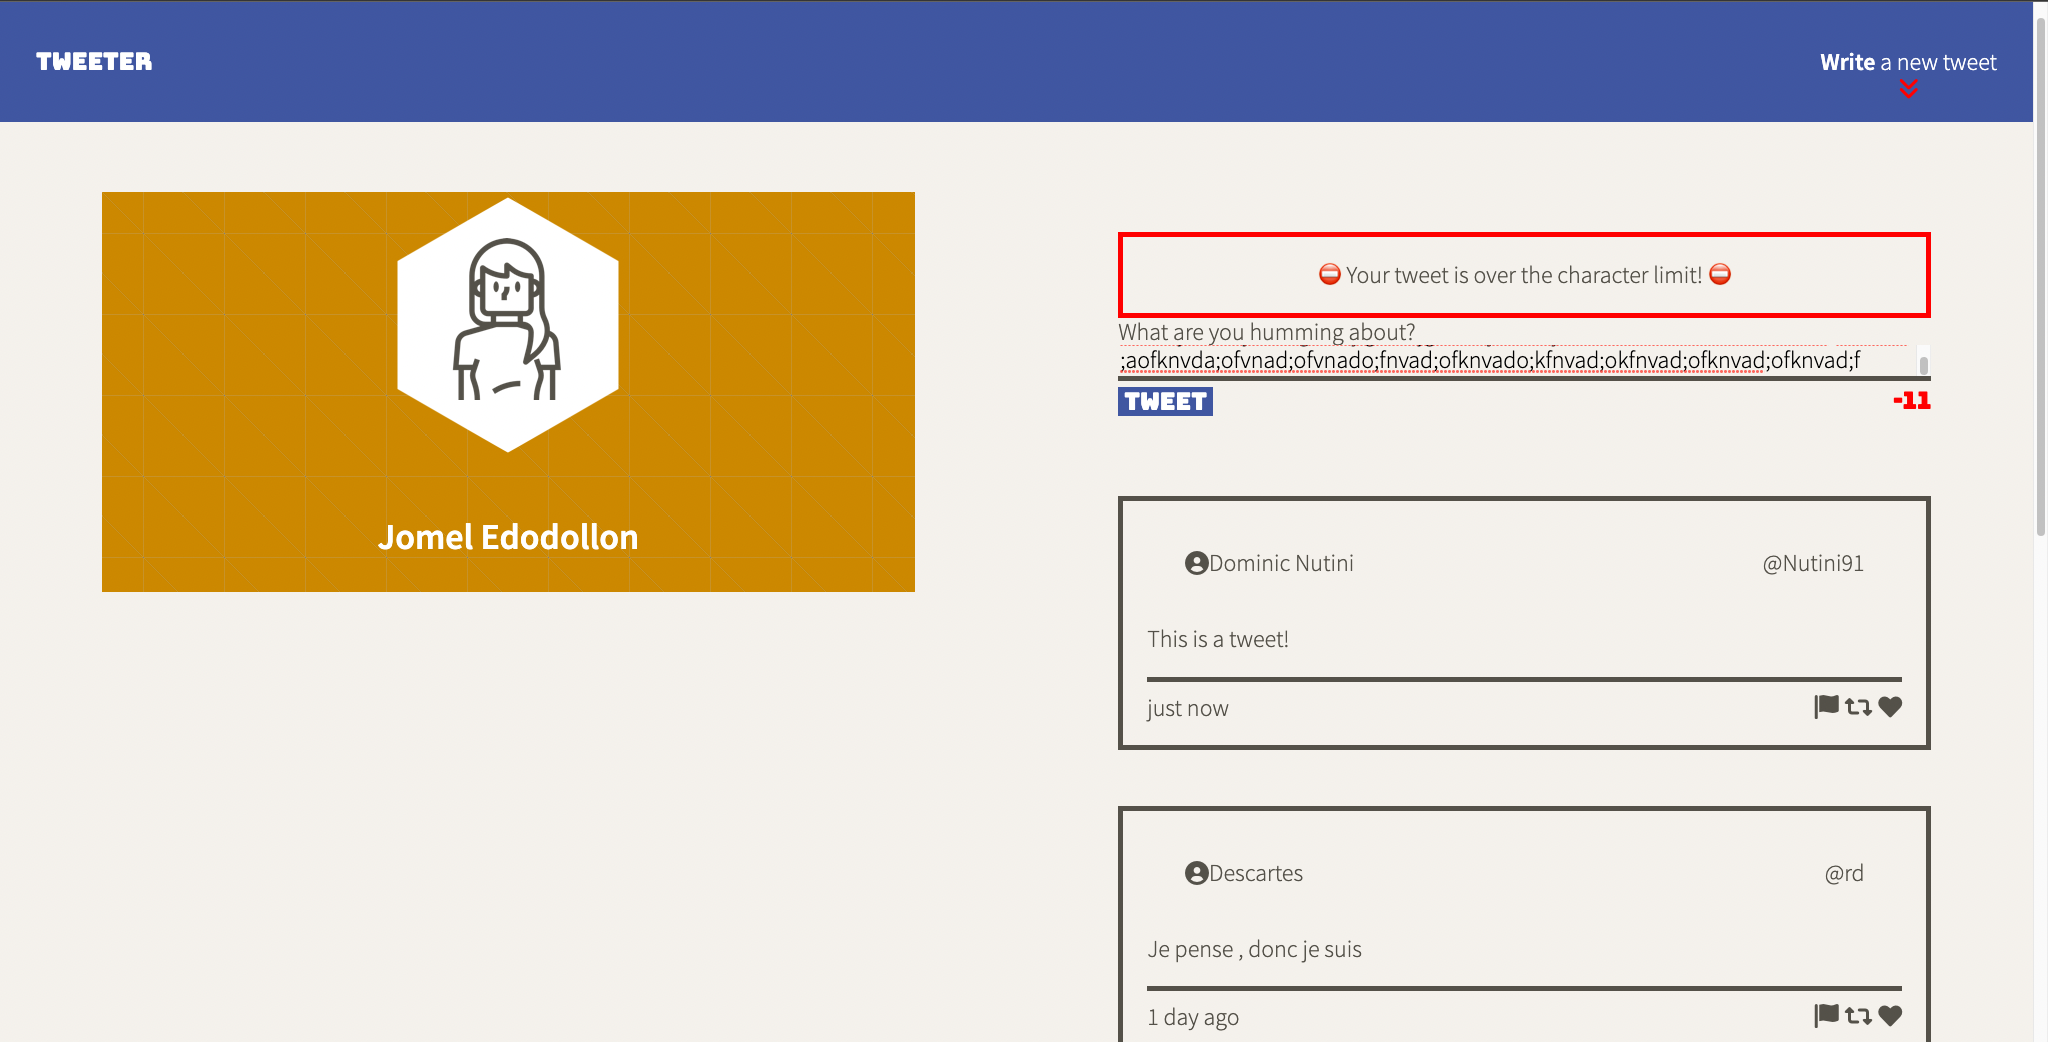 TWEETER
Write a new tweet
Jomel Edodollon
⛔ Your tweet is over the character limit! ⛔
What are you humming about?
;aofknvda;ofvnad;ofvnado;fnvad;ofknvado;kfnvad;okfnvad;ofknvad;ofknvad;f
TWEET
-11
Dominic Nutini
@Nutini91
This is a tweet!
just now
Descartes
@rd
Je pense , donc je suis
1 day ago